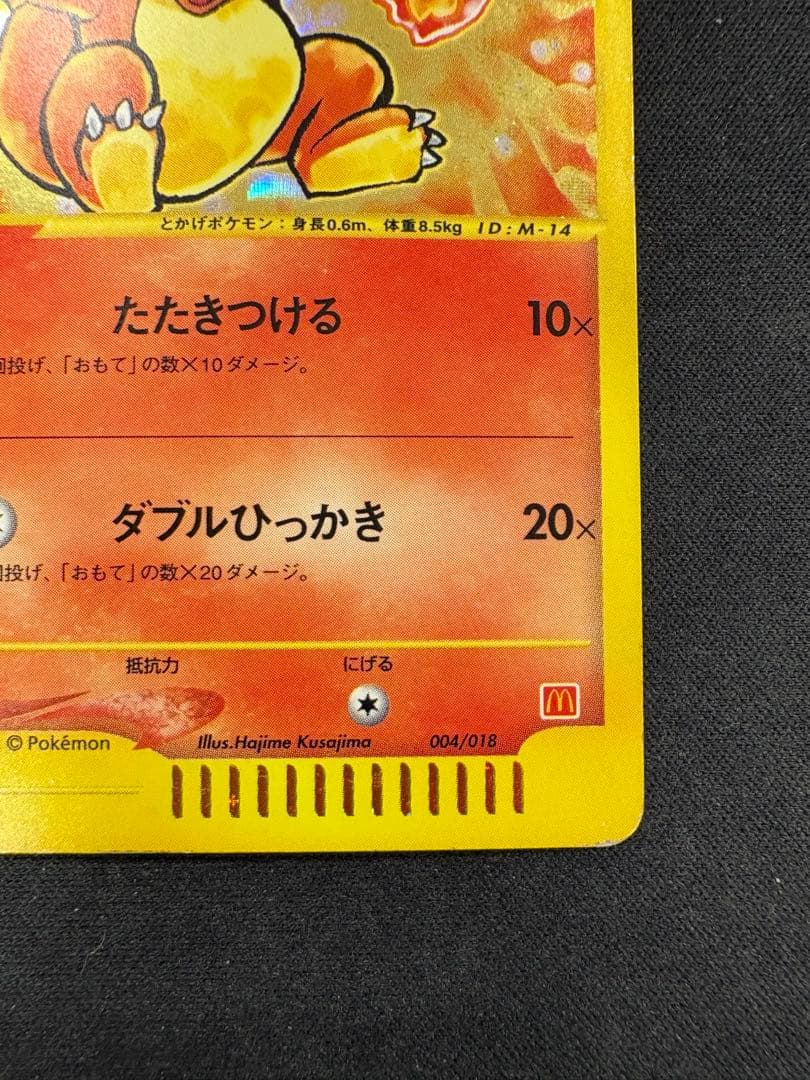 とかげポケモン：身長0.6m、体重8.5kg ID:M-14
たたきつける 10×
回投げ、「おもて」の数×10ダメージ。
ダブルひっかき 20×
回投げ、「おもて」の数×20ダメージ。
抵抗力 にげる
© Pokémon Illus.Hajime Kusajima 004/018